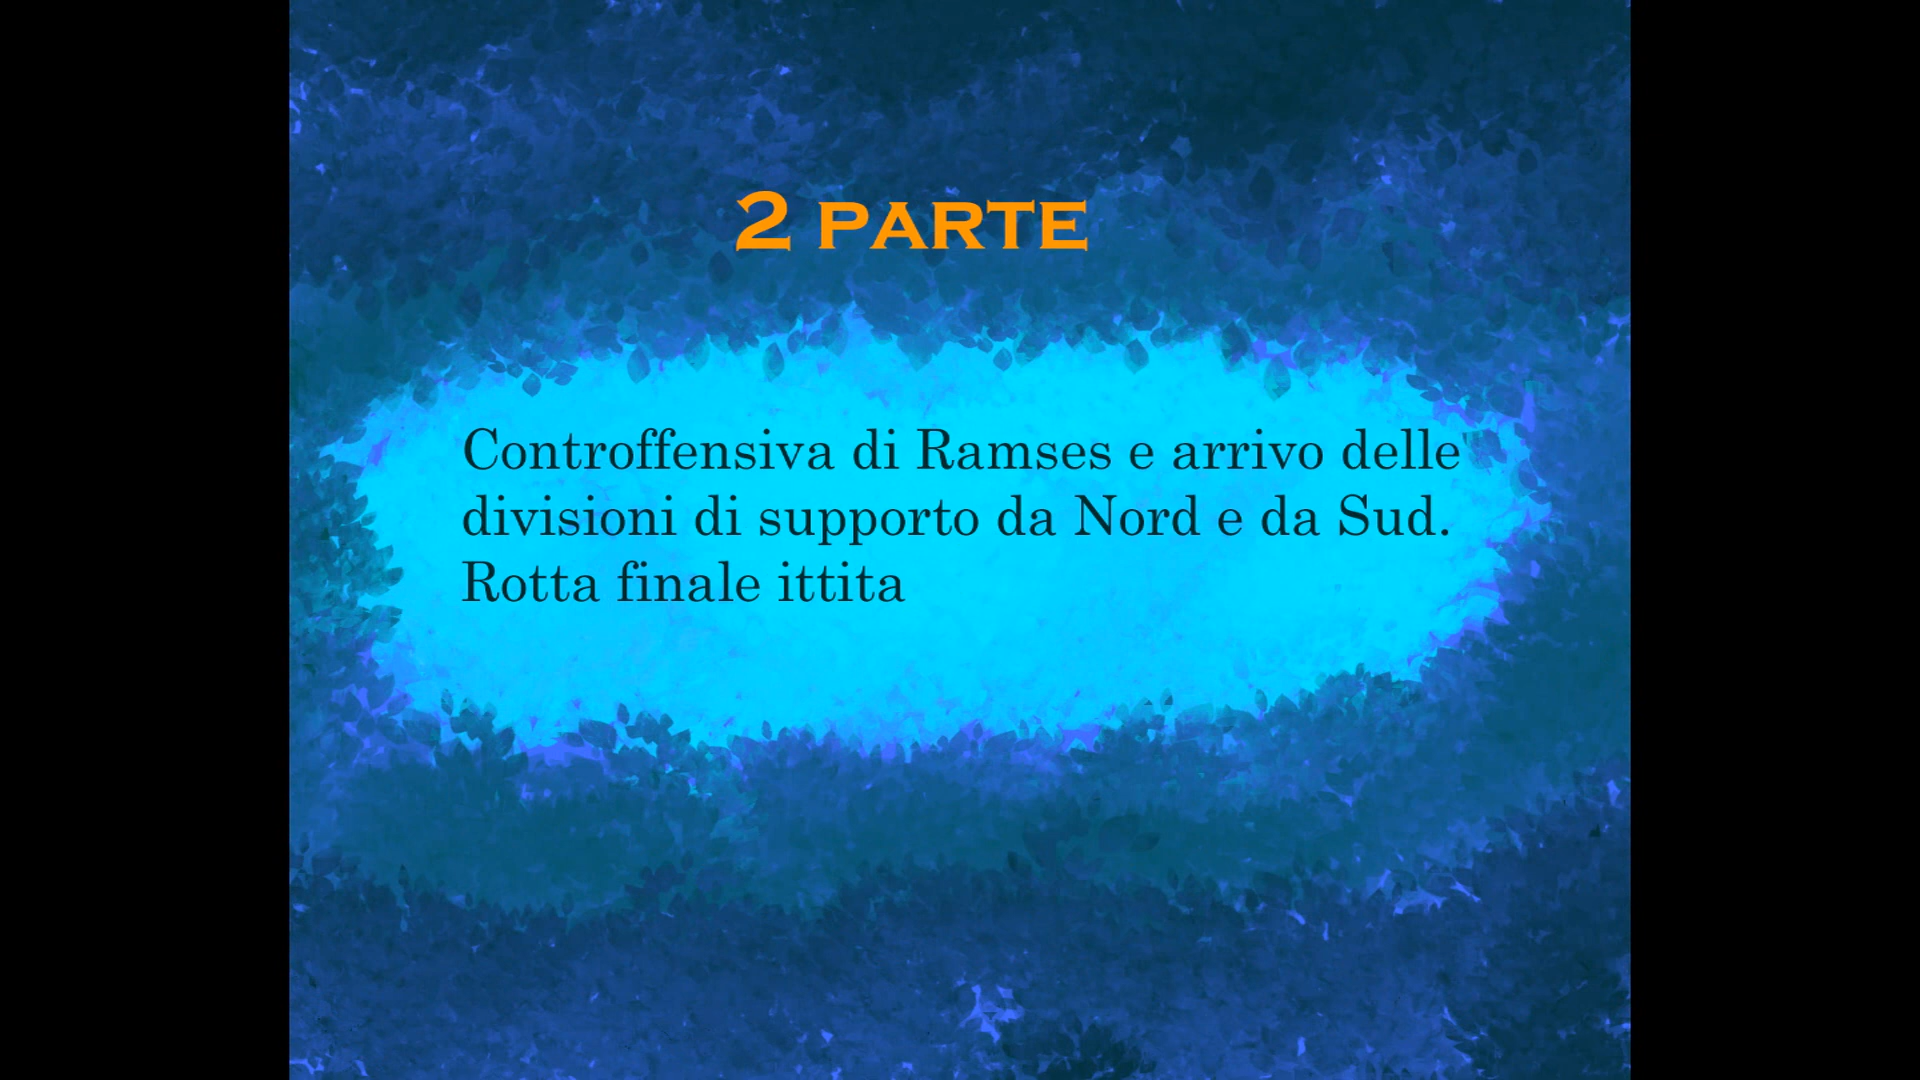 2 PARTE
Controffensiva di Ramses e arrivo delle
divisioni di supporto da Nord e da Sud.
Rotta finale ittita